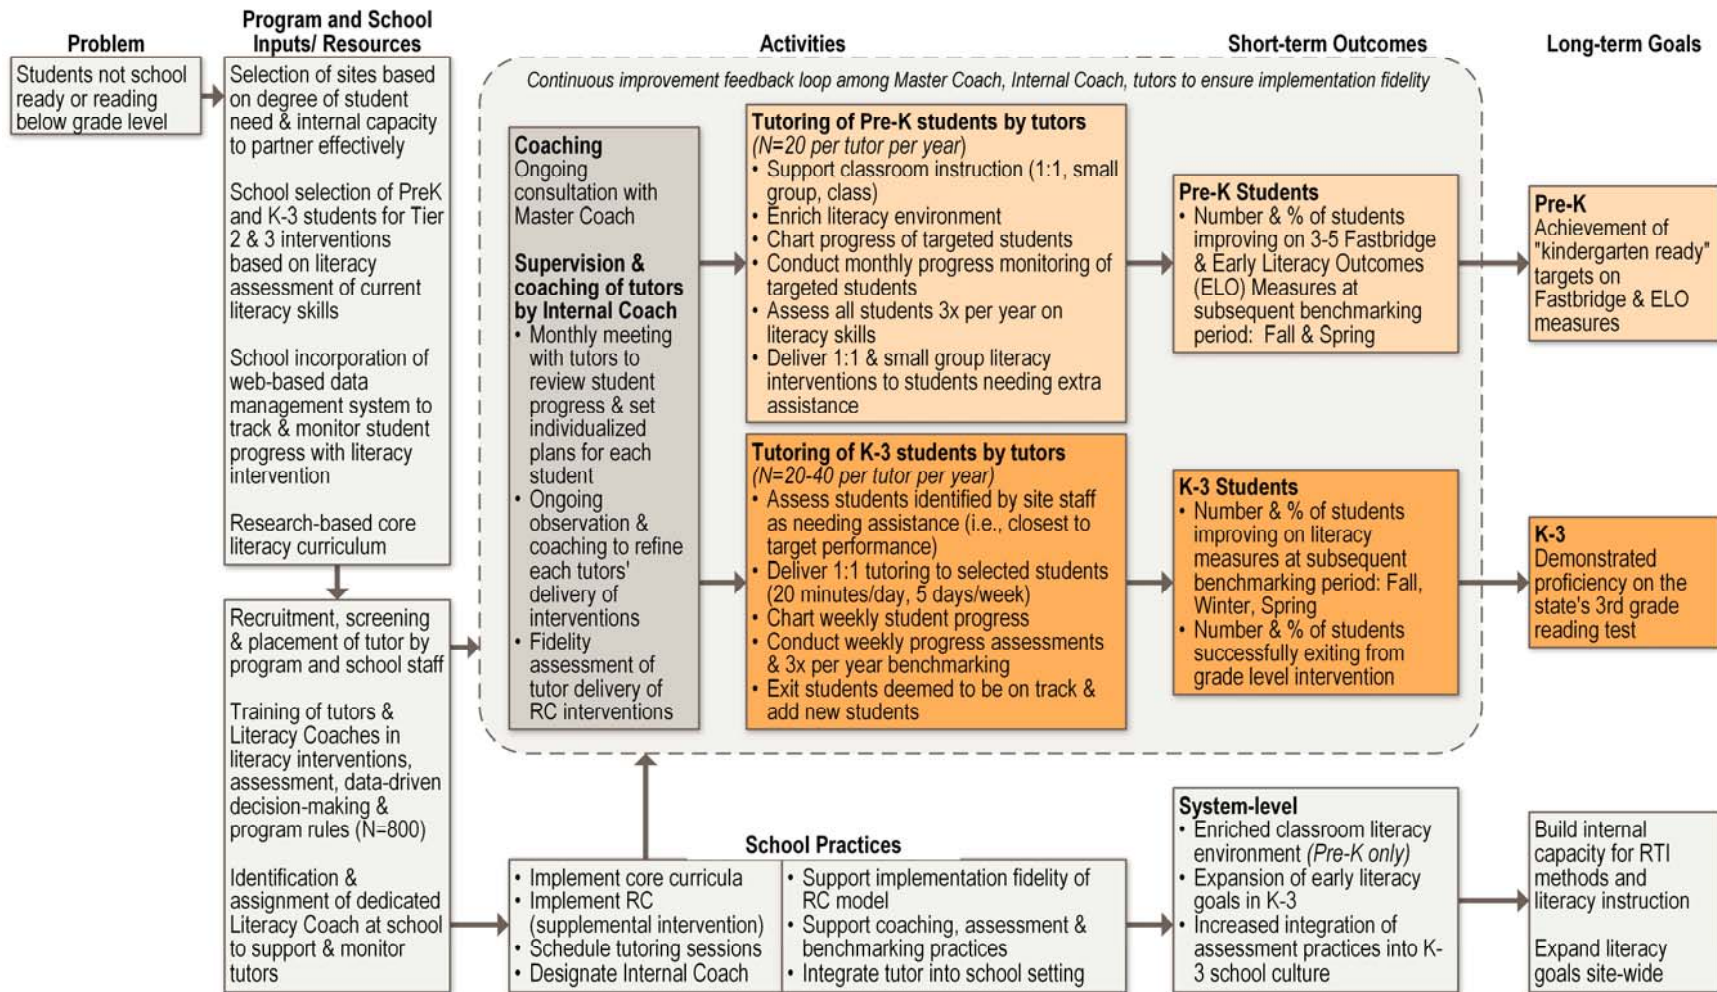 Problem
Students not school
ready or reading
below grade level
Program and School
Inputs/ Resources
Selection of sites based
on degree of student
need & internal capacity
to partner effectively
School selection of PreK
and K-3 students for Tier
2 & 3 interventions
based on literacy
assessment of current
literacy skills
School incorporation of
web-based data
management system to
track & monitor student
progress with literacy
intervention
Research-based core
literacy curriculum
Recruitment, screening
& placement of tutor by
program and school staff
Training of tutors &
Literacy Coaches in
literacy interventions,
assessment, data-driven
decision-making &
program rules (N=800)
Identification &
assignment of dedicated
Literacy Coach at school
to support & monitor
tutors
Activities
Short-term Outcomes
Long-term Goals
Continuous improvement feedback loop among Master Coach, Internal Coach, tutors to ensure implementation fidelity
Coaching
Ongoing
consultation with
Master Coach
Supervision &
coaching of tutors
by Internal Coach
• Monthly meeting
with tutors to
review student
progress & set
individualized
plans for each
student
• Ongoing
observation &
coaching to refine
each tutors'
delivery of
interventions
• Fidelity
assessment of
tutor delivery of
RC interventions
Tutoring of Pre-K students by tutors
(N=20 per tutor per year)
• Support classroom instruction (1:1, small
group, class)
• Enrich literacy environment
• Chart progress of targeted students
• Conduct monthly progress monitoring of
targeted students
• Assess all students 3x per year on
literacy skills
• Deliver 1:1 & small group literacy
interventions to students needing extra
assistance
Pre-K Students
• Number & % of students
improving on 3-5 Fastbridge
& Early Literacy Outcomes
(ELO) Measures at
subsequent benchmarking
period: Fall & Spring
Pre-K
Achievement of
"kindergarten ready"
targets on
Fastbridge & ELO
measures
Tutoring of K-3 students by tutors
(N=20-40 per tutor per year)
• Assess students identified by site staff
as needing assistance (i.e., closest to
target performance)
• Deliver 1:1 tutoring to selected students
(20 minutes/day, 5 days/week)
• Chart weekly student progress
• Conduct weekly progress assessments
& 3x per year benchmarking
• Exit students deemed to be on track &
add new students
K-3 Students
• Number & % of students
improving on literacy
measures at subsequent
benchmarking period: Fall,
Winter, Spring
• Number & % of students
successfully exiting from
grade level intervention
K-3
Demonstrated
proficiency on the
state's 3rd grade
reading test
School Practices
• Implement core curricula
• Implement RC
(supplemental intervention)
• Schedule tutoring sessions
• Designate Internal Coach
• Support implementation fidelity of
RC model
• Support coaching, assessment &
benchmarking practices
• Integrate tutor into school setting
System-level
• Enriched classroom literacy
environment (Pre-K only)
• Expansion of early literacy
goals in K-3
• Increased integration of
assessment practices into K-
3 school culture
Build internal
capacity for RTI
methods and
literacy instruction
Expand literacy
goals site-wide